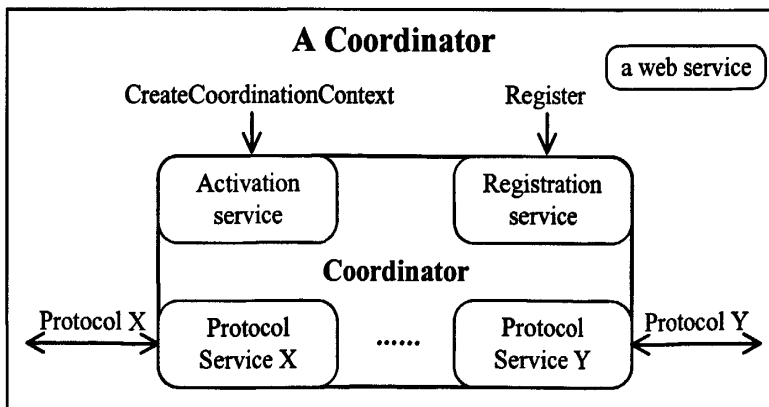 A Coordinator
a web service
CreateCoordinationContext
Register
Activation
service
Registration
service
Coordinator
Protocol X
Protocol
Service X
......
Protocol
Service Y
Protocol Y